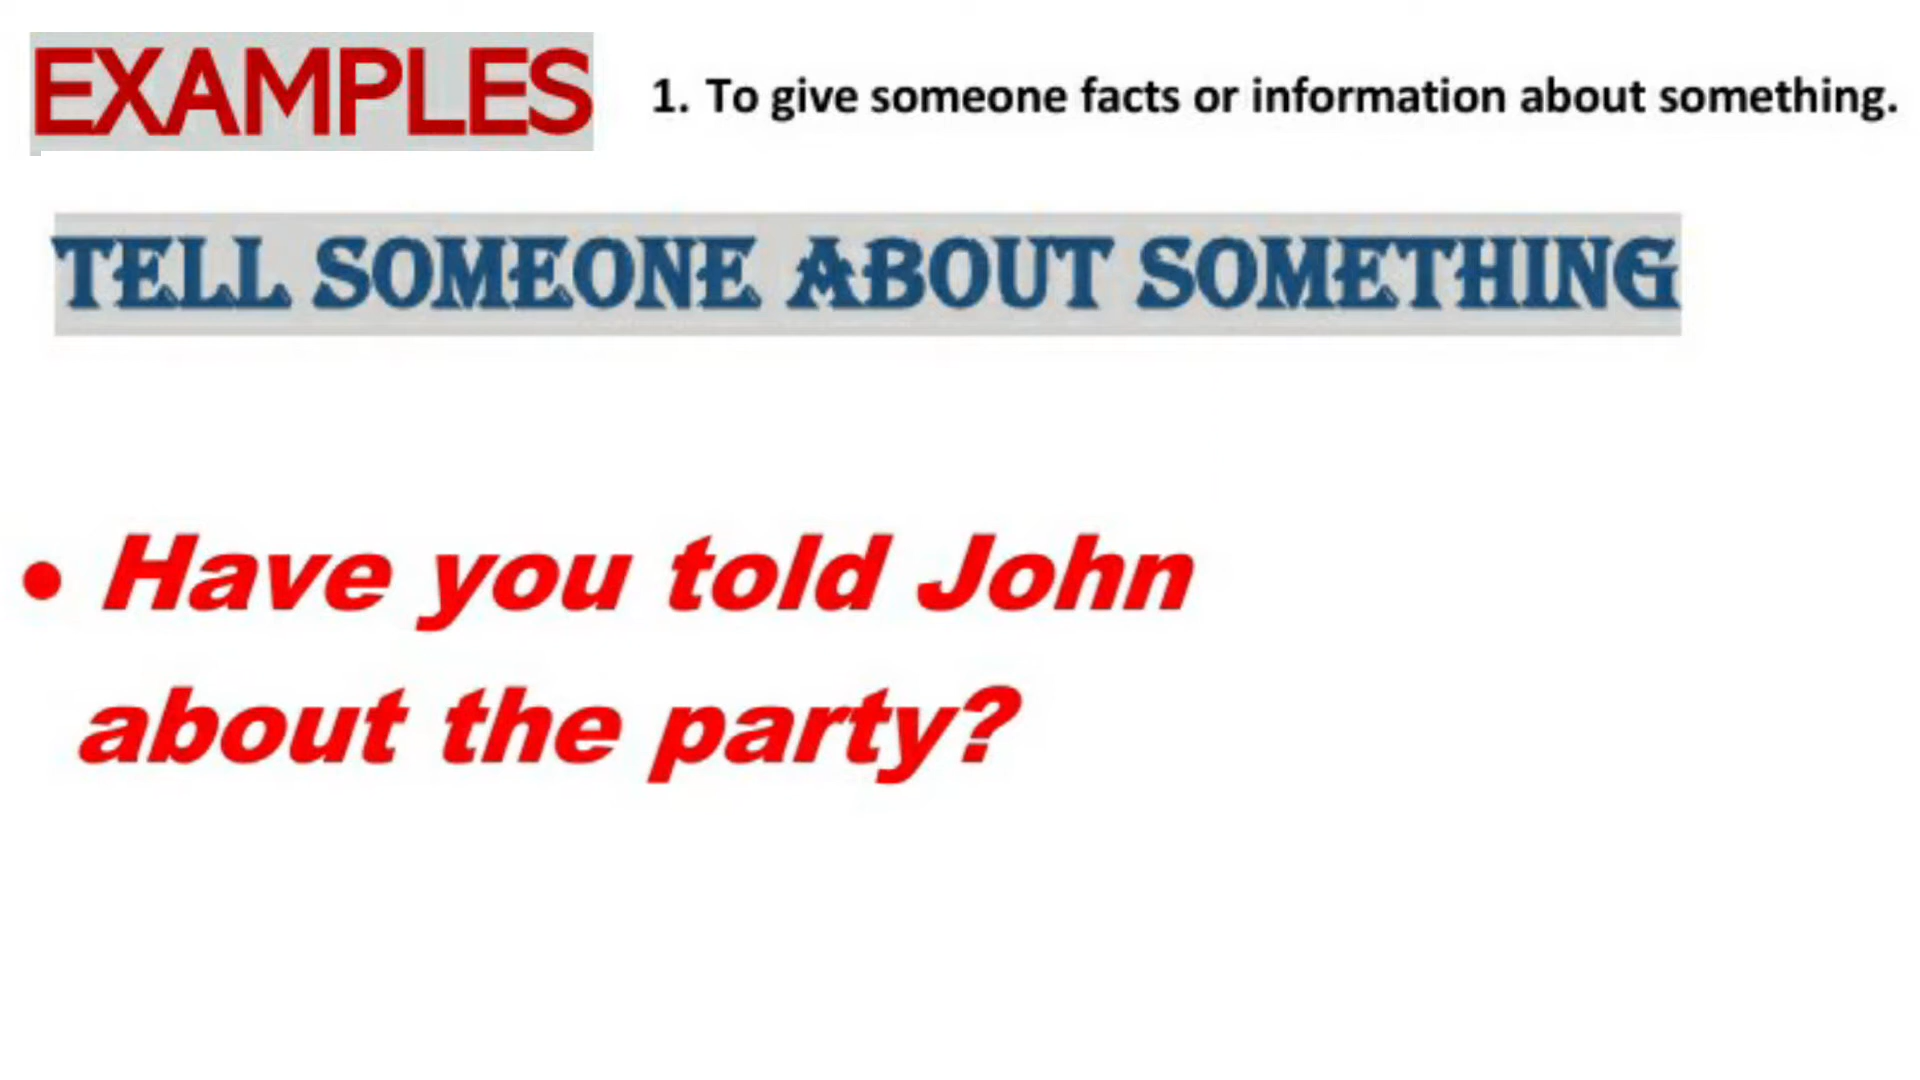 EXAMPLES
1. To give someone facts or information about something.
TELL SOMEONE ABOUT SOMETHING
• Have you told John
about the party?